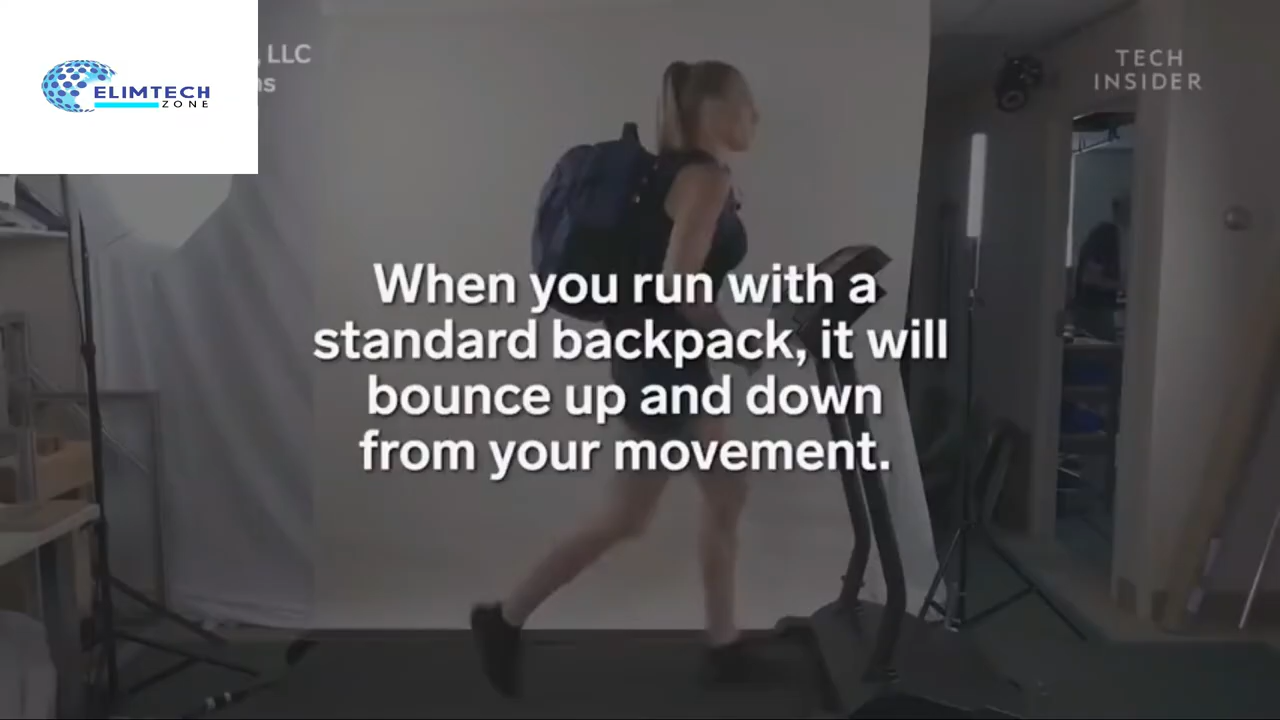 , LLC
ns
ELIMTECH
ZONE
TECH
INSIDER
When you run with a
standard backpack, it will
bounce up and down
from your movement.